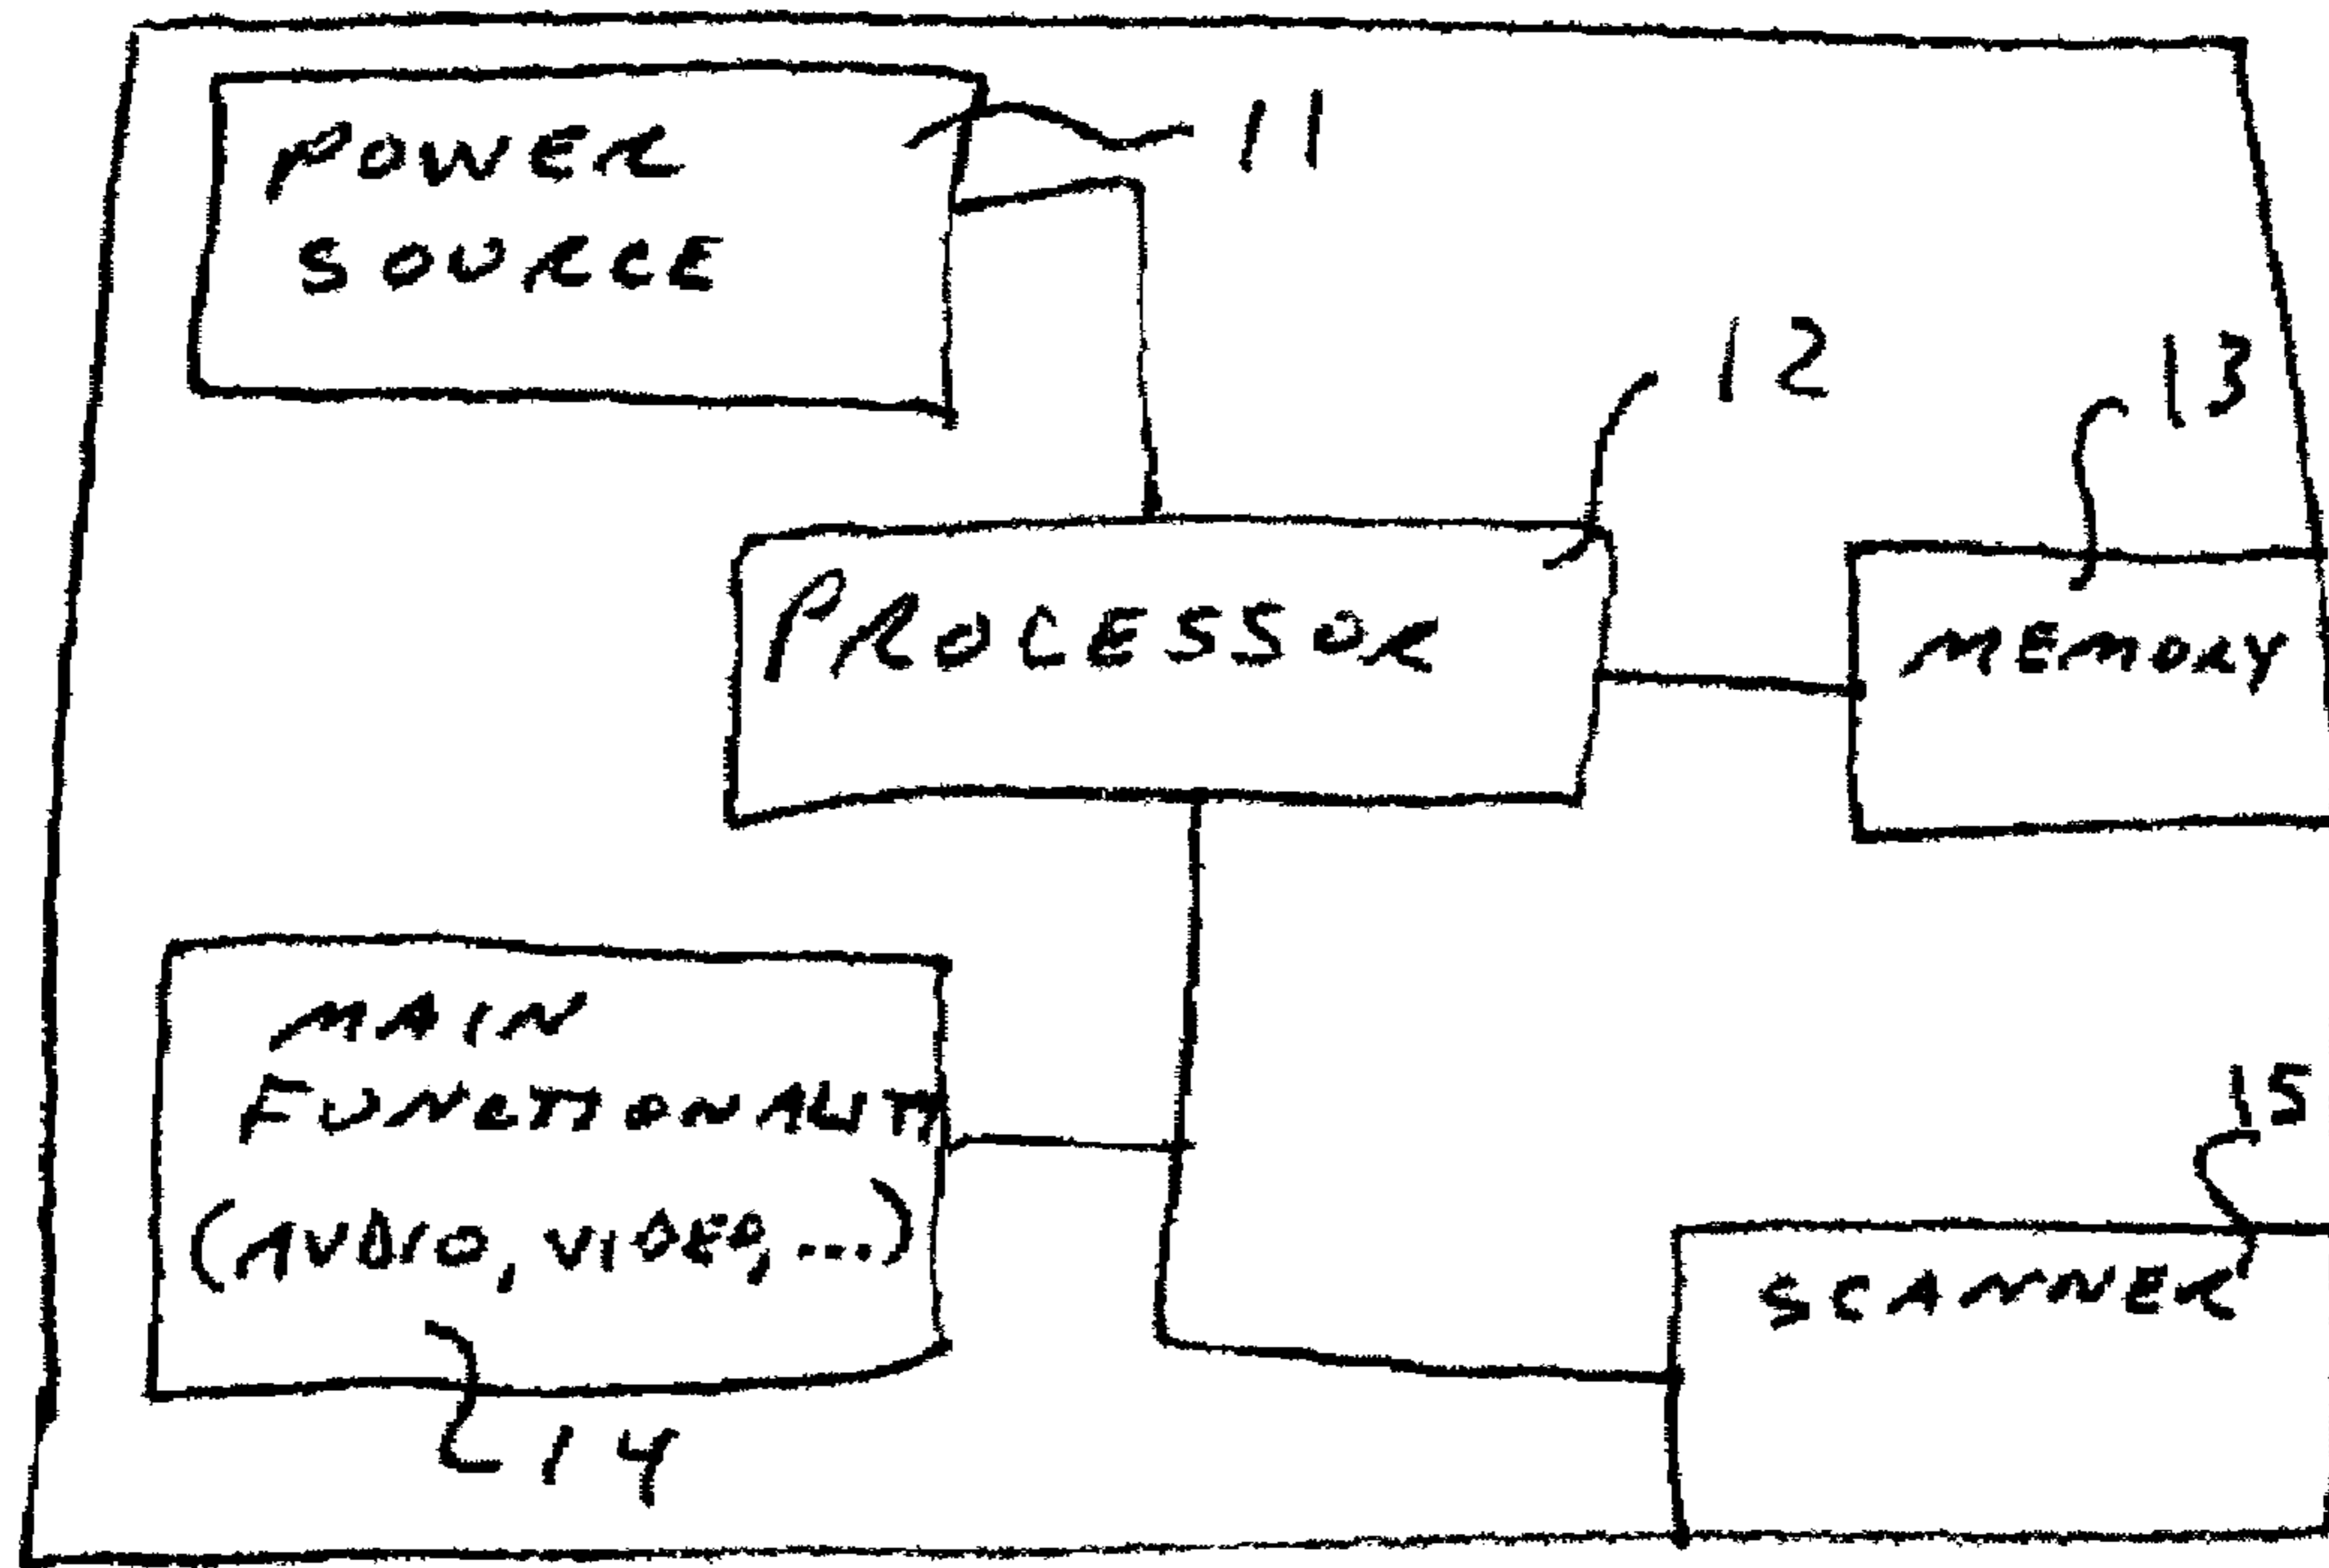 POWER
SOURCE
11
12
13
PROCESSOR
MEMORY
MAIN
FUNCTIONALITY
(AUDIO, VIDEO, ...)
14
15
SCANNER